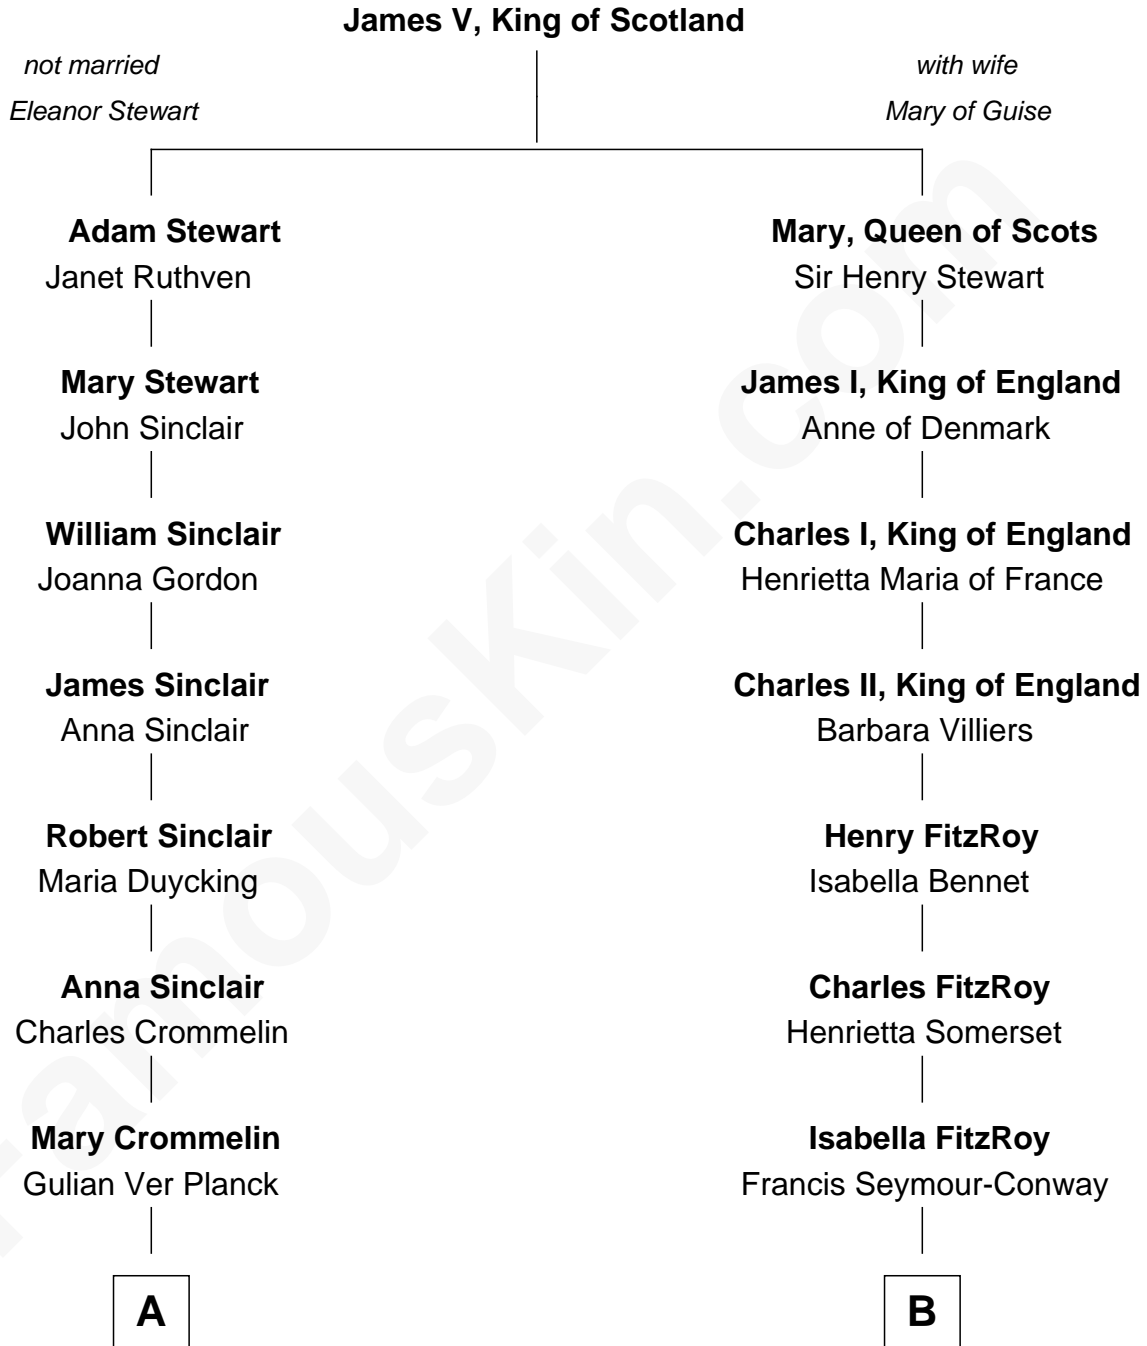 James V, King of Scotland
not married
Eleanor Stewart
with wife
Mary of Guise
Adam Stewart
Janet Ruthven
Mary, Queen of Scots
Sir Henry Stewart
Mary Stewart
John Sinclair
James I, King of England
Anne of Denmark
William Sinclair
Joanna Gordon
Charles I, King of England
Henrietta Maria of France
James Sinclair
Anna Sinclair
Charles II, King of England
Barbara Villiers
Robert Sinclair
Maria Duycking
Henry FitzRoy
Isabella Bennet
Anna Sinclair
Charles Crommelin
Charles FitzRoy
Henrietta Somerset
Mary Crommelin
Gulian Ver Planck
Isabella FitzRoy
Francis Seymour-Conway
A
B
FamousKin.com